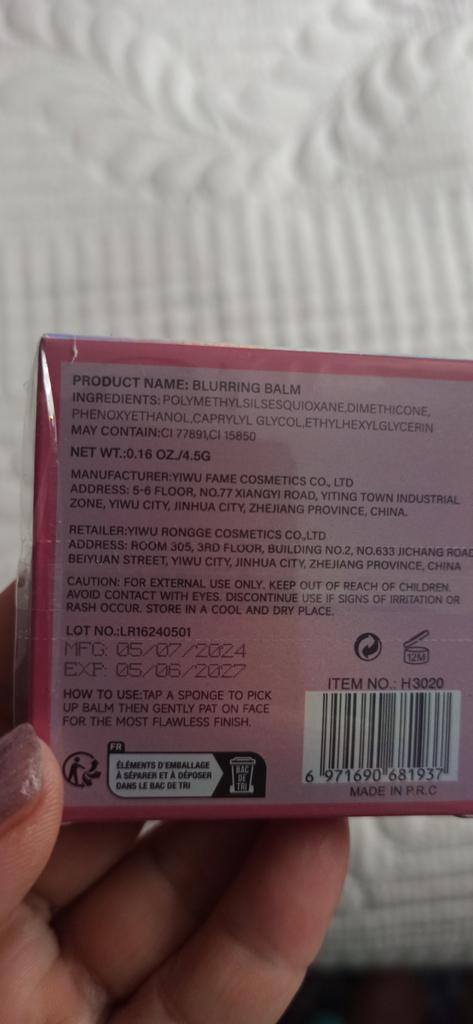 PRODUCT NAME: BLURRING BALM
INGREDIENTS: POLYMETHYLSILSESQUIOXANE,DIMETHICONE,
PHENOXYETHANOL,CAPRYLYL GLYCOL,ETHYLHEXYLGLYCERIN
MAY CONTAIN:CI 77891,CI 15850
NET WT.:0.16 OZ./4.5G
MANUFACTURER:YIWU FAME COSMETICS CO., LTD
ADDRESS: 5-6 FLOOR, NO.77 XIANGYI ROAD, YITING TOWN INDUSTRIAL
ZONE, YIWU CITY, JINHUA CITY, ZHEJIANG PROVINCE, CHINA.
RETAILER:YIWU RONGGE COSMETICS CO.,LTD
ADDRESS: ROOM 305, 3RD FLOOR, BUILDING NO.2, NO.633 JICHANG ROAD
BEIYUAN STREET, YIWU CITY, JINHUA CITY, ZHEJIANG PROVINCE, CHINA
CAUTION: FOR EXTERNAL USE ONLY. KEEP OUT OF REACH OF CHILDREN.
AVOID CONTACT WITH EYES. DISCONTINUE USE IF SIGNS OF IRRITATION OR
RASH OCCUR. STORE IN A COOL AND DRY PLACE.
LOT NO.:LR16240501
MFG: 05/07/2024
EXP: 05/06/2027
12M
ITEM NO.: H3020
HOW TO USE:TAP A SPONGE TO PICK
UP BALM THEN GENTLY PAT ON FACE
FOR THE MOST FLAWLESS FINISH.
FR
ÉLÉMENTS D'EMBALLAGE
À SÉPARER ET À DÉPOSER
DANS LE BAC DE TRI
BAC
DE
TRI
6 971690 681937
MADE IN P.R.C